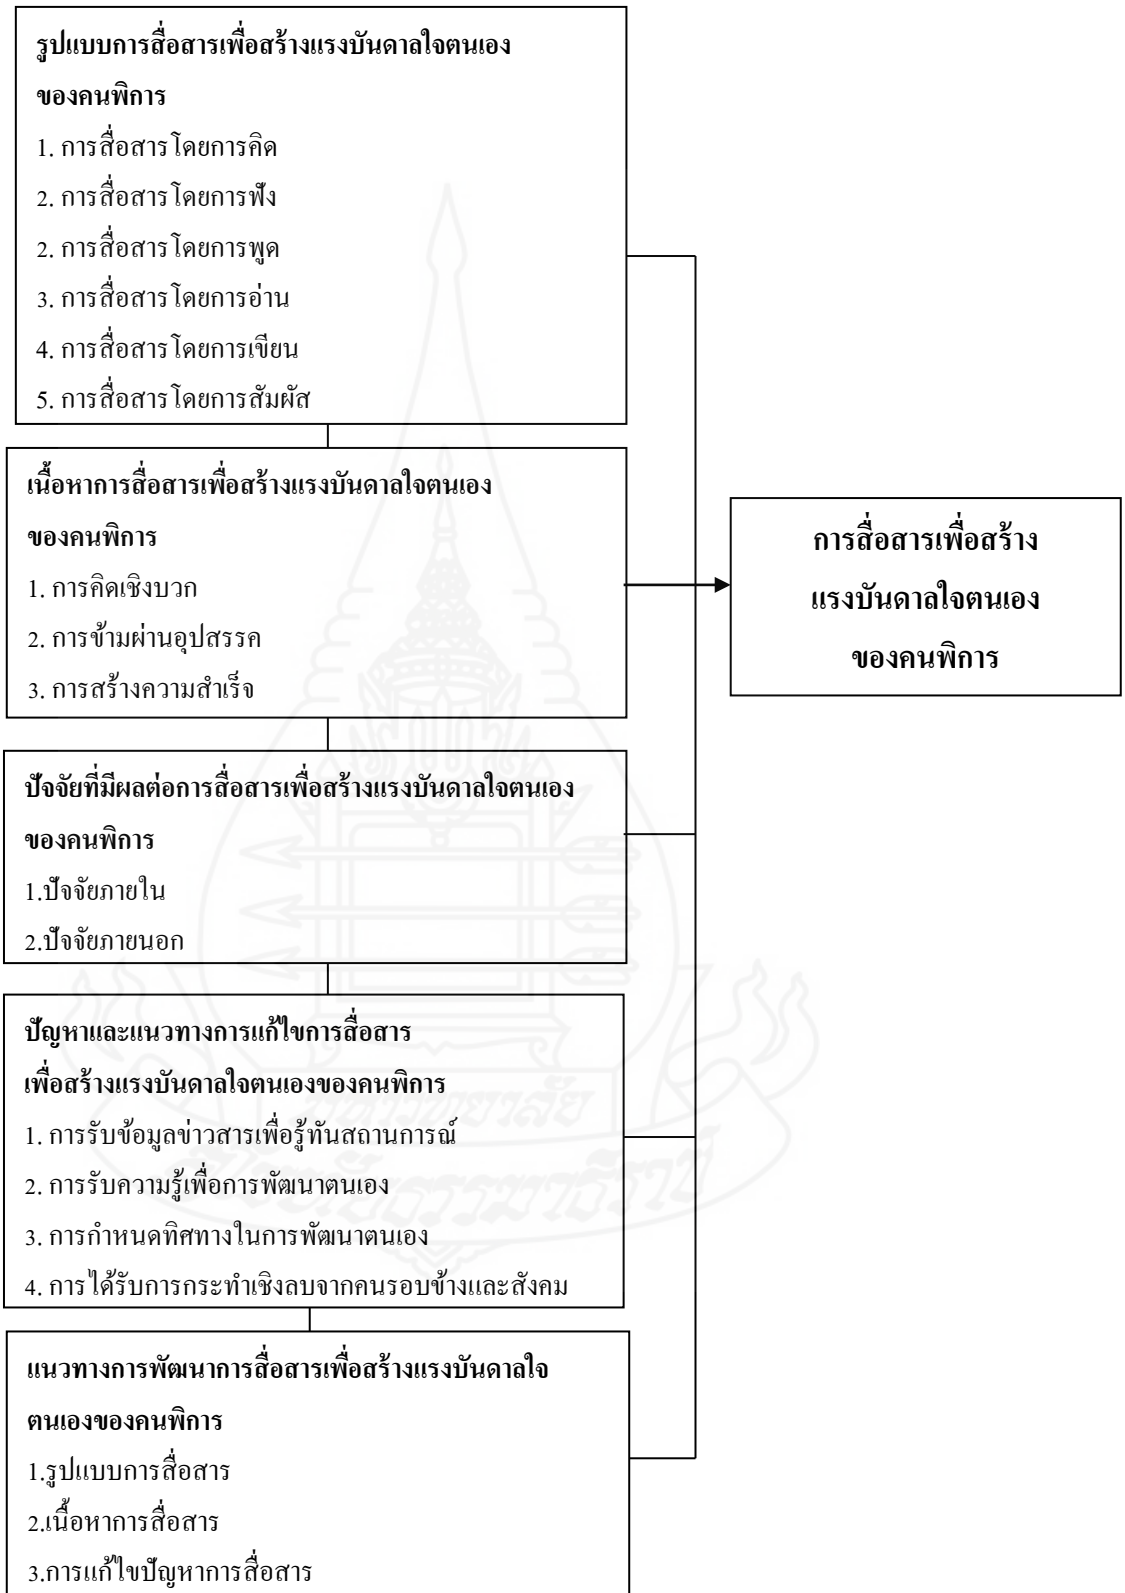 รูปแบบการสื่อสารเพื่อสร้างแรงบันดาลใจตนเอง
ของคนพิการ
1. การสื่อสารโดยการคิด
2. การสื่อสารโดยการฟัง
2. การสื่อสารโดยการพูด
3. การสื่อสารโดยการอ่าน
4. การสื่อสารโดยการเขียน
5. การสื่อสารโดยการสัมผัส
เนื้อหาการสื่อสารเพื่อสร้างแรงบันดาลใจตนเอง
ของคนพิการ
1. การคิดเชิงบวก
2. การข้ามผ่านอุปสรรค
3. การสร้างความสำเร็จ
การสื่อสารเพื่อสร้าง
แรงบันดาลใจตนเอง
ของคนพิการ
ปัจจัยที่มีผลต่อการสื่อสารเพื่อสร้างแรงบันดาลใจตนเอง
ของคนพิการ
1.ปัจจัยภายใน
2.ปัจจัยภายนอก
ปัญหาและแนวทางการแก้ไขการสื่อสาร
เพื่อสร้างแรงบันดาลใจตนเองของคนพิการ
1. การรับข้อมูลข่าวสารเพื่อรู้ทันสถานการณ์
2. การรับความรู้เพื่อการพัฒนาตนเอง
3. การกำหนดทิศทางในการพัฒนาตนเอง
4. การได้รับการกระทำเชิงลบจากคนรอบข้างและสังคม
แนวทางการพัฒนาการสื่อสารเพื่อสร้างแรงบันดาลใจ
ตนเองของคนพิการ
1.รูปแบบการสื่อสาร
2.เนื้อหาการสื่อสาร
3.การแก้ไขปัญหาการสื่อสาร
มหาวิทยาลัย
สุโขทัยธรรมาธิราช